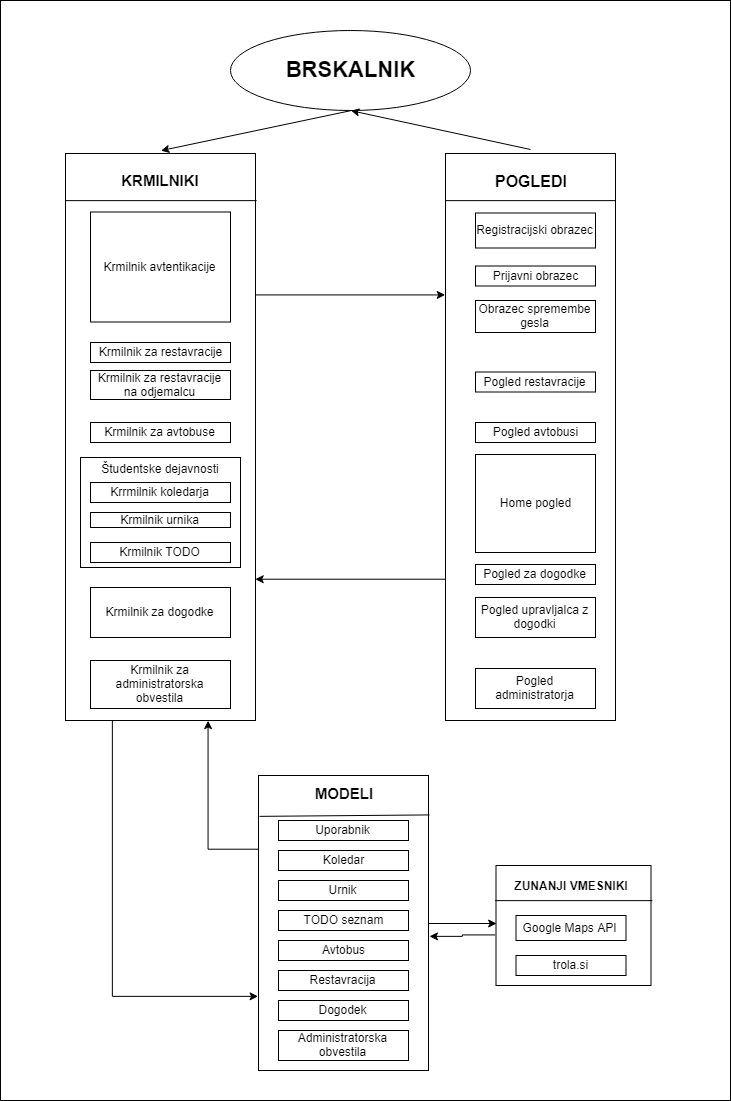 BRSKALNIK
KRMILNIKI
Krmilnik avtentikacije
Krmilnik za restavracije
Krmilnik za restavracije
na odjemalcu
Krmilnik za avtobuse
Študentske dejavnosti
Krrmilnik koledarja
Krmilnik urnika
Krmilnik TODO
Krmilnik za dogodke
Krmilnik za
administratorska
obvestila
POGLEDI
Registracijski obrazec
Prijavni obrazec
Obrazec spremembe
gesla
Pogled restavracije
Pogled avtobusi
Home pogled
Pogled za dogodke
Pogled upravljalca z
dogodki
Pogled
administratorja
MODELI
Uporabnik
Koledar
Urnik
TODO seznam
Avtobus
Restavracija
Dogodek
Administratorska
obvestila
ZUNANJI VMESNIKI
Google Maps API
trola.si